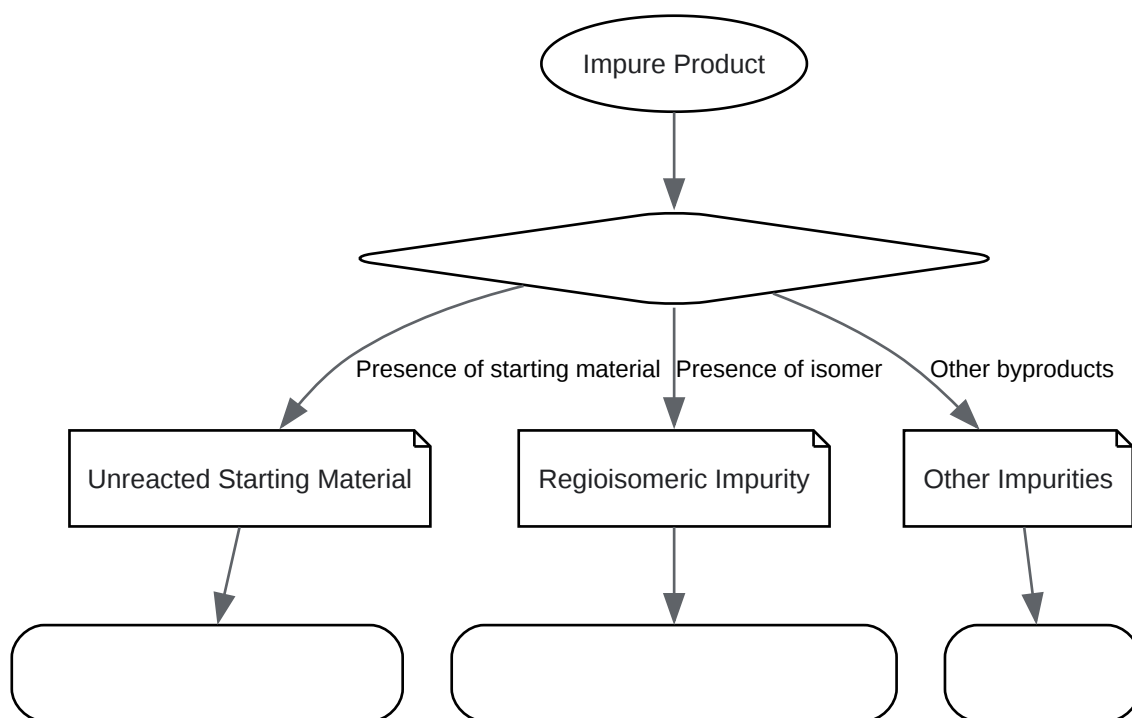 Impure Product
Presence of starting material
Presence of isomer
Other byproducts
Unreacted Starting Material
Regioisomeric Impurity
Other Impurities